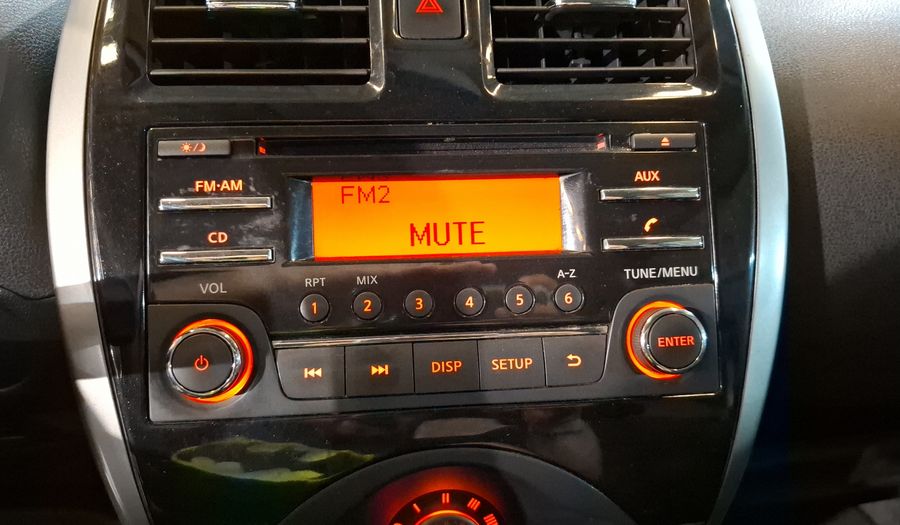 FM·AM
AUX
FM2
MUTE
CD
VOL
RPT
MIX
A-Z
TUNE/MENU
1
2
3
4
5
6
ENTER
DISP
SETUP